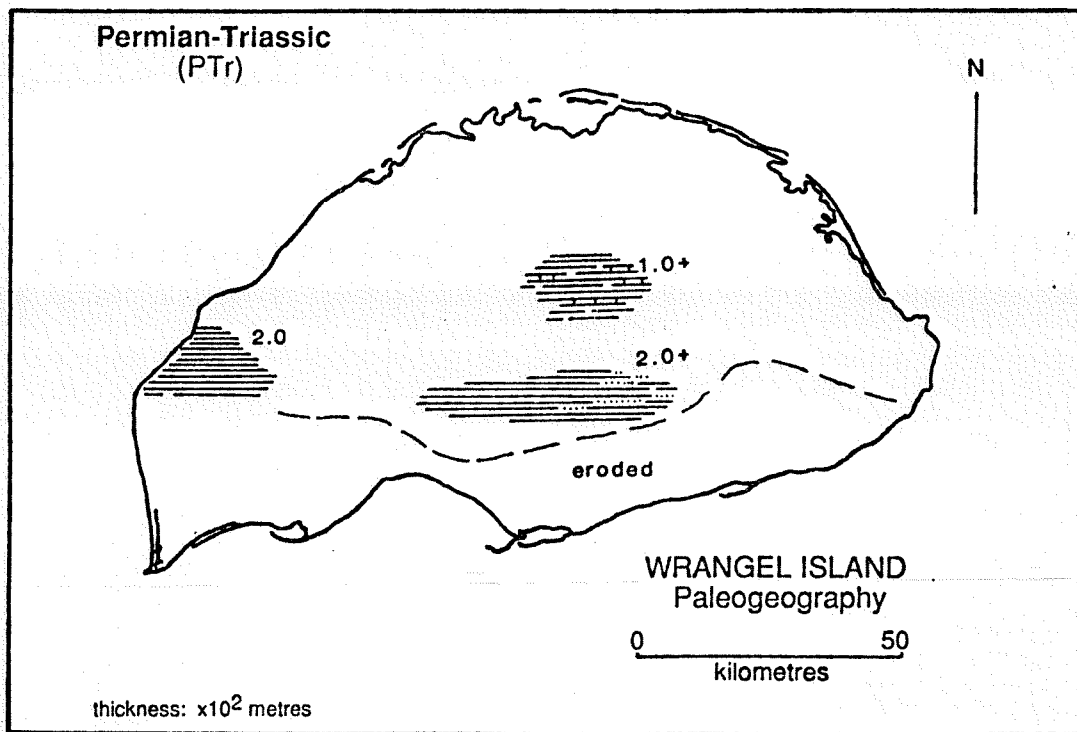 Permian-Triassic
(PTr)
N
1.0+
2.0
2.0+
eroded
WRANGEL ISLAND
Paleogeography
0 50
kilometres
thickness: x10² metres